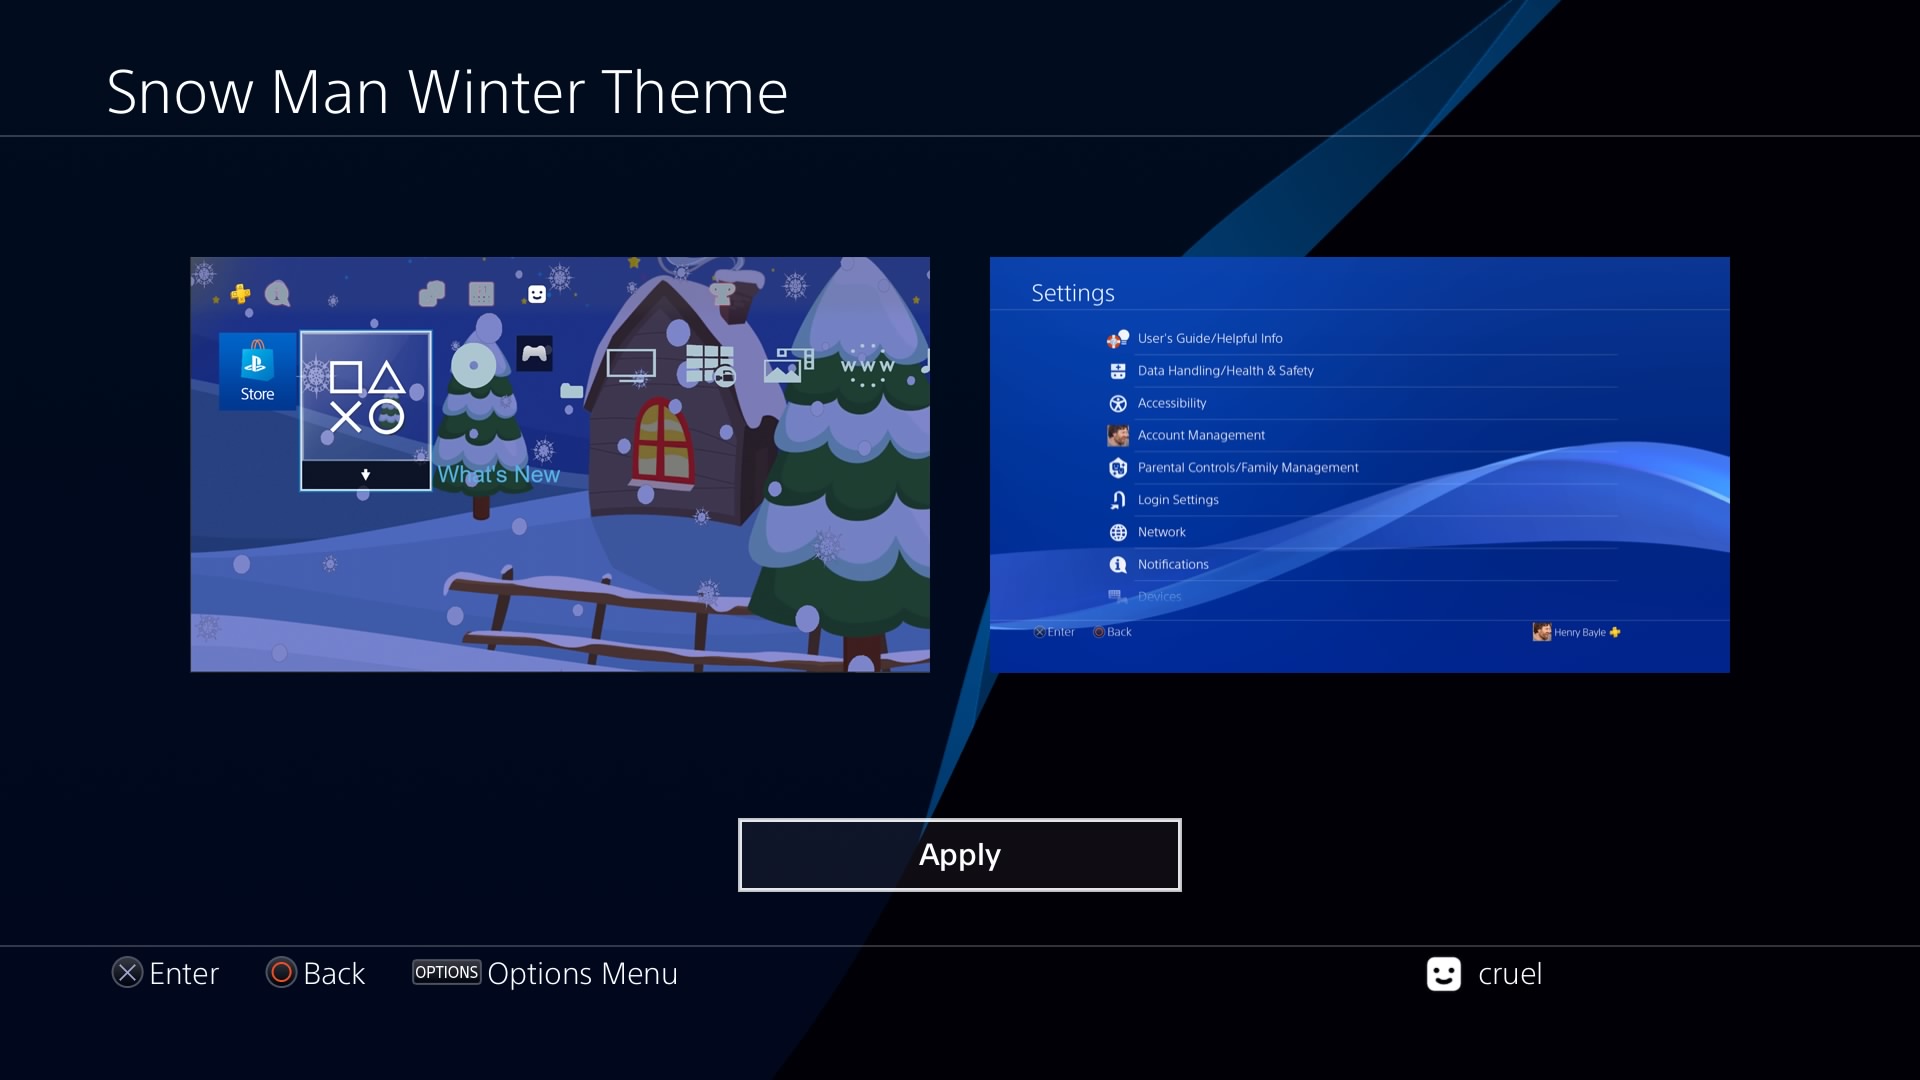 Snow Man Winter Theme
Store
What's New
www
Settings
User's Guide/Helpful Info
Data Handling/Health & Safety
Accessibility
Account Management
Parental Controls/Family Management
Login Settings
Network
Notifications
Devices
Enter Back Henry Bayle
Apply
Enter Back OPTIONS Options Menu cruel